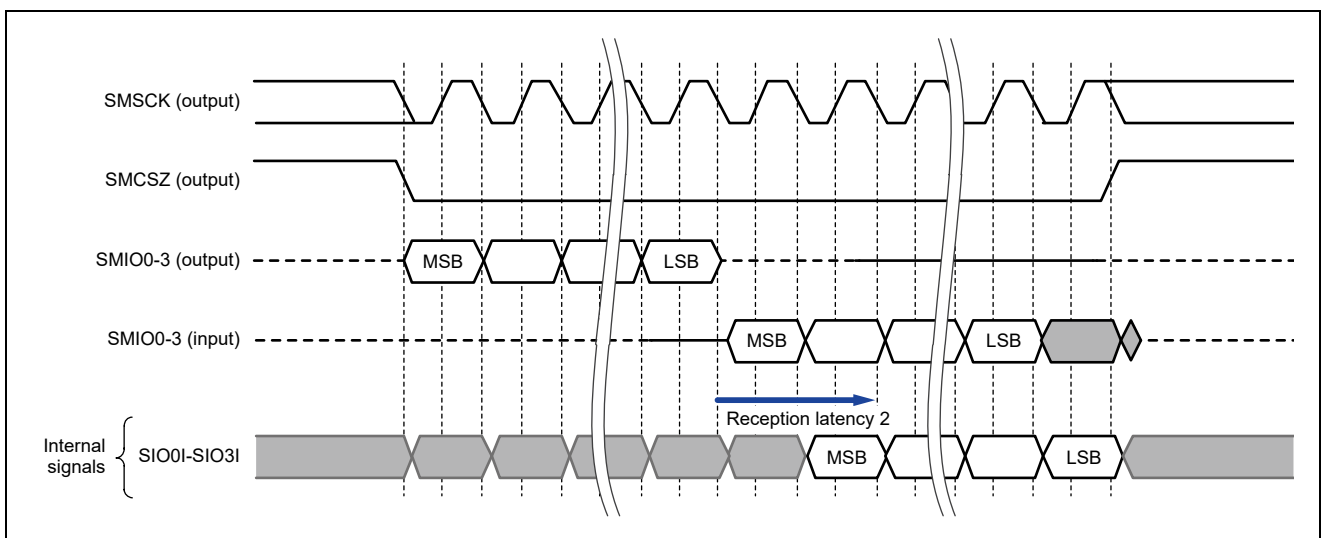 SMSCK (output)
SMCSZ (output)
SMIO0-3 (output)
MSB
LSB
SMIO0-3 (input)
MSB
LSB
Reception latency 2
Internal
signals
SIO0I-SIO3I
MSB
LSB